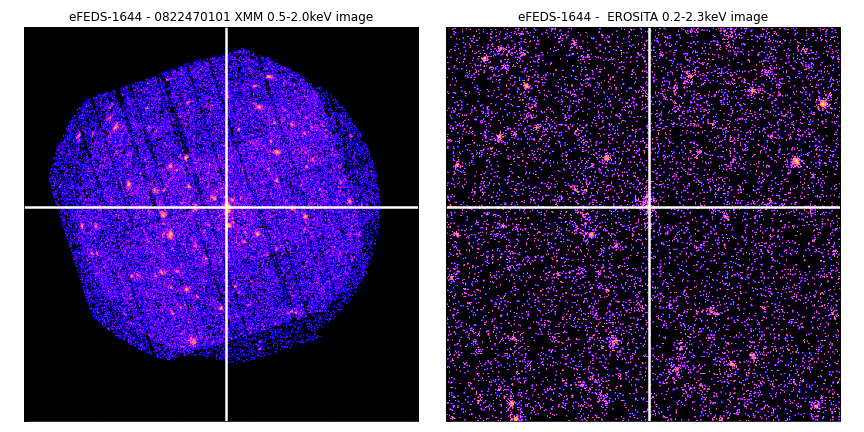 eFEDS-1644 - 0822470101 XMM 0.5-2.0keV image
eFEDS-1644 -  EROSITA 0.2-2.3keV image